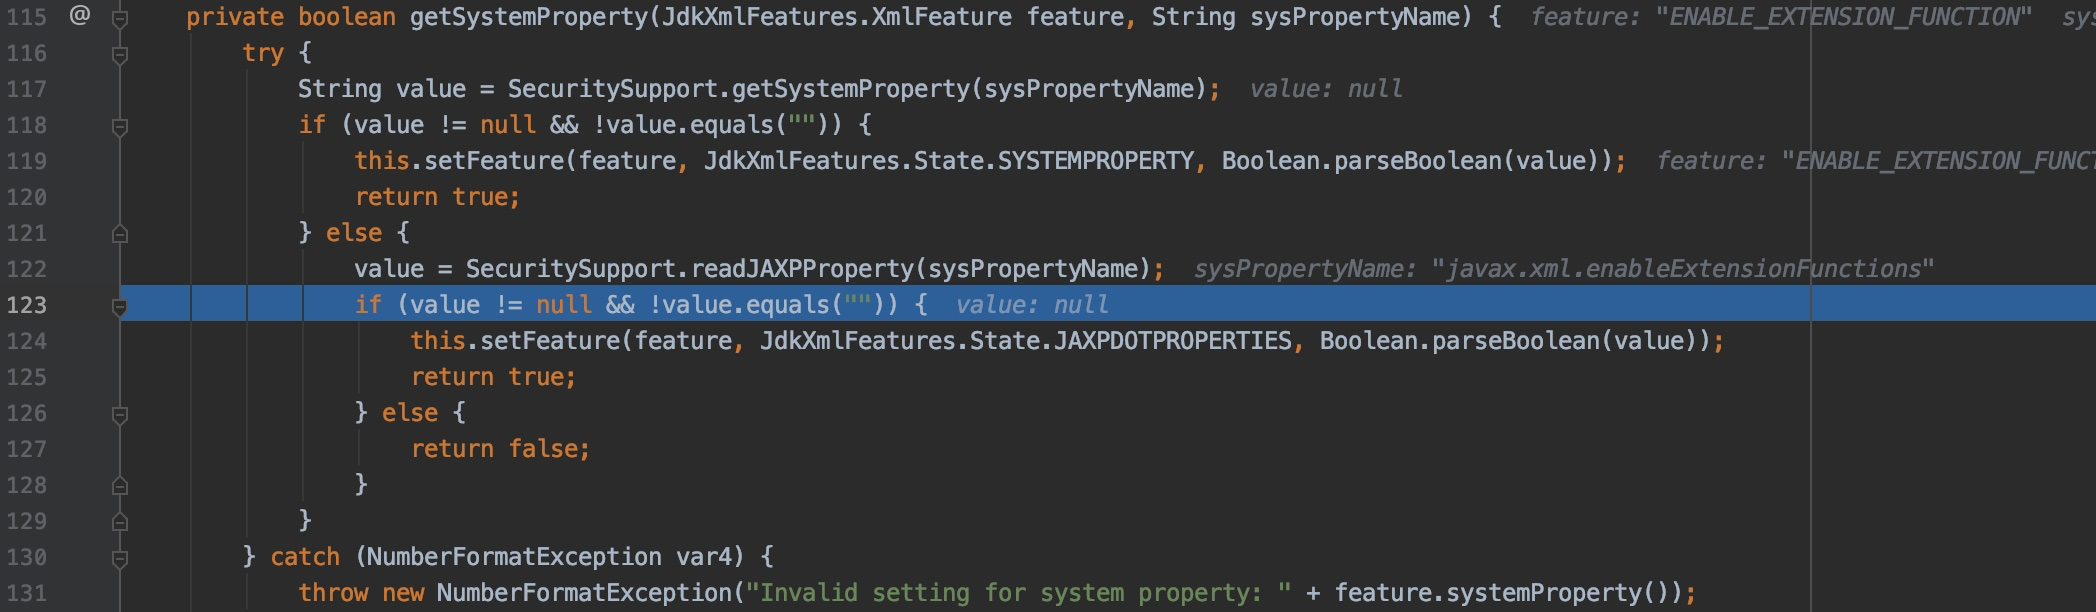 115 @ private boolean getSystemProperty(JdkXmlFeatures.XmlFeature feature, String sysPropertyName) { feature: "ENABLE_EXTENSION_FUNCTION" sys
116 try {
117 String value = SecuritySupport.getSystemProperty(sysPropertyName); value: null
118 if (value != null && !value.equals("")) {
119 this.setFeature(feature, JdkXmlFeatures.State.SYSTEMPROPERTY, Boolean.parseBoolean(value)); feature: "ENABLE_EXTENSION_FUNCT
120 return true;
121 } else {
122 value = SecuritySupport.readJAXPProperty(sysPropertyName); sysPropertyName: "javax.xml.enableExtensionFunctions"
123 if (value != null && !value.equals("")) { value: null
124 this.setFeature(feature, JdkXmlFeatures.State.JAXPDOTPROPERTIES, Boolean.parseBoolean(value));
125 return true;
126 } else {
127 return false;
128 }
129 }
130 } catch (NumberFormatException var4) {
131 throw new NumberFormatException("Invalid setting for system property: " + feature.systemProperty());